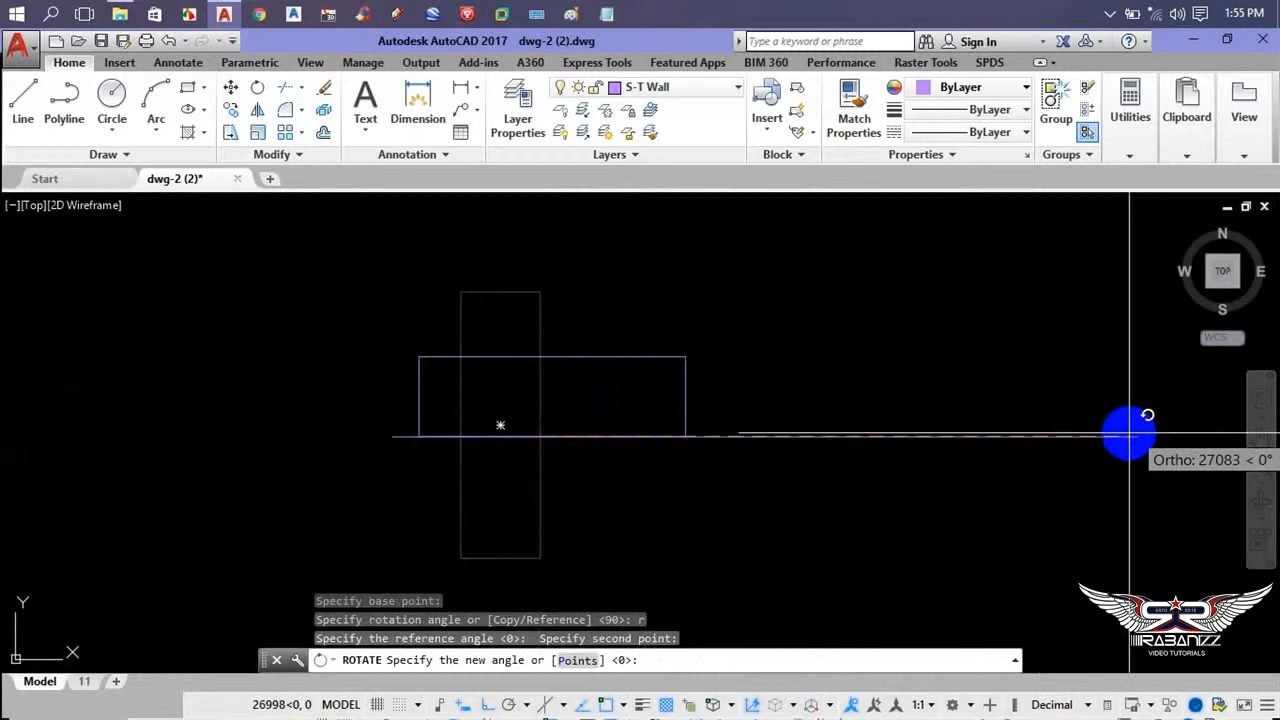 1:55 PM
Autodesk AutoCAD 2017 dwg-2 (2).dwg
Type a keyword or phrase
Sign In
Home Insert Annotate Parametric View Manage Output Add-ins A360 Express Tools Featured Apps BIM 360 Performance Raster Tools SPDS
S-T Wall
ByLayer
ByLayer
ByLayer
Line Polyline Circle Arc
Text Dimension
Layer Properties
Insert
Match Properties
Group
Utilities Clipboard View
Draw Modify Annotation Layers Block Properties Groups
Start dwg-2 (2)*
[−][Top][2D Wireframe]
N
W TOP E
S
WCS
Ortho: 27083 < 0°
Specify base point:
Specify rotation angle or [Copy/Reference] <90>: r
Specify the reference angle <0>: Specify second point:
ROTATE Specify the new angle or [Points] <0>:
Y
X
RABANIZZ
VIDEO TUTORIALS
Model 11
26998<0, 0 MODEL 1:1 Decimal